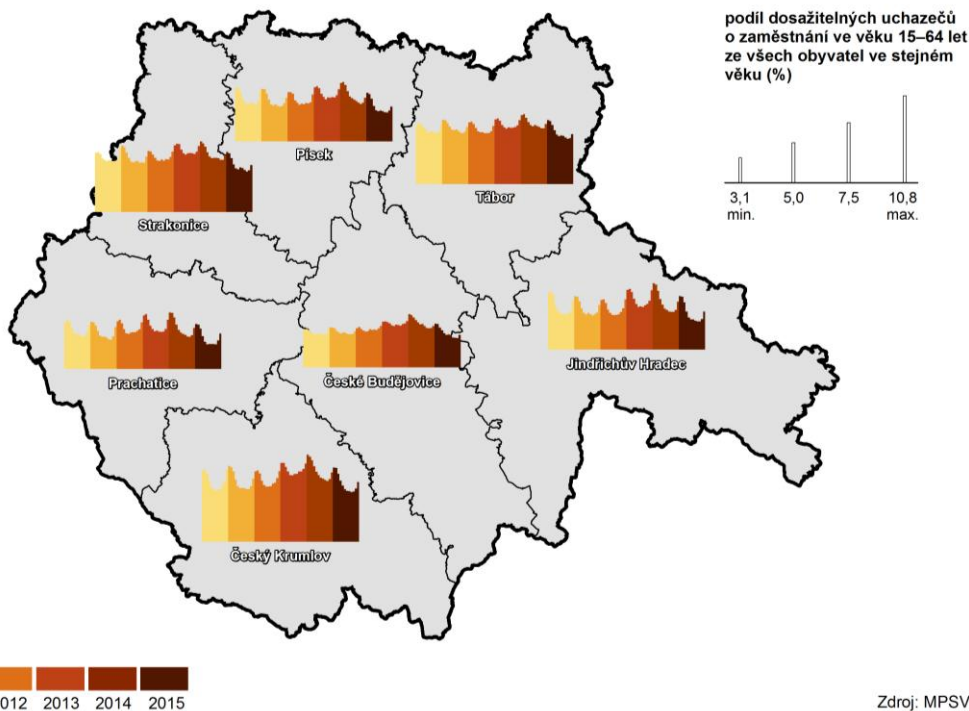 podíl dosažitelných uchazečů
o zaměstnání ve věku 15–64 let
ze všech obyvatel ve stejném
věku (%)
3,1 5,0 7,5 10,8
min. max.
Písek
Tábor
Strakonice
Prachatice
České Budějovice
Jindřichův Hradec
Český Krumlov
012 2013 2014 2015
Zdroj: MPSV